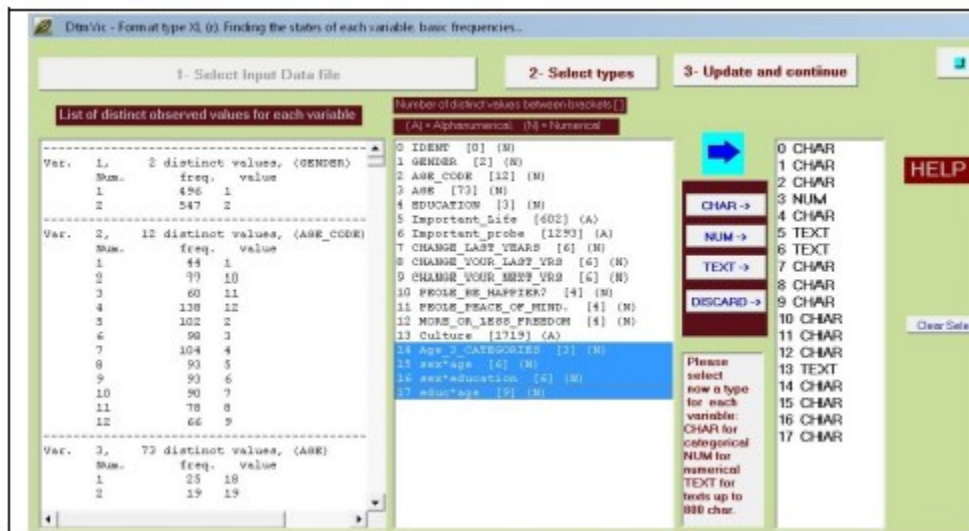 DtmVic - Format type XL (r). Finding the states of each variable, basic frequencies...
1- Select Input Data file
2- Select types
3- Update and continue
List of distinct observed values for each variable
Number of distinct values between brackets [ ]
(A) = Alphanumerical, (N) = Numerical
Var. 1, 2 distinct values, (GENDER)
Num. freq. value
1 496 1
2 547 2
Var. 2, 12 distinct values, (AGE_CODE)
Num. freq. value
1 44 1
2 77 10
3 60 11
4 138 12
5 102 2
6 98 3
7 104 4
8 93 5
9 93 6
10 90 7
11 78 8
12 66 9
Var. 3, 73 distinct values, (AGE)
Num. freq. value
1 25 18
2 19 19
0 IDENT [0] (N)
1 GENDER [2] (N)
2 AGE_CODE [12] (N)
3 AGE [73] (N)
4 EDUCATION [3] (N)
5 Important_Life [602] (A)
6 Important_probe [1293] (A)
7 CHANGE_LAST_YEARS [6] (N)
8 CHANGE_YOUR_LAST_YRS [6] (N)
9 CHANGE_YOUR_NEXT_YRS [6] (N)
10 PEOLE_BE_HAPPIER? [4] (N)
11 PEOLE_PEACE_OF_MIND. [4] (N)
12 MORE_OR_LESS_FREEDOM [4] (N)
13 Culture [1719] (A)
14 Age_3_CATEGORIES [3] (N)
15 sex*age [6] (N)
16 sex*education [6] (N)
17 educ*age [9] (N)
CHAR ->
NUM ->
TEXT ->
DISCARD ->
Please
select
now a type
for each
variable:
CHAR for
categorical
NUM for
numerical
TEXT for
texts up to
800 char.
0 CHAR
1 CHAR
2 CHAR
3 NUM
4 CHAR
5 TEXT
6 TEXT
7 CHAR
8 CHAR
9 CHAR
10 CHAR
11 CHAR
12 CHAR
13 TEXT
14 CHAR
15 CHAR
16 CHAR
17 CHAR
HELP
Clear Sele